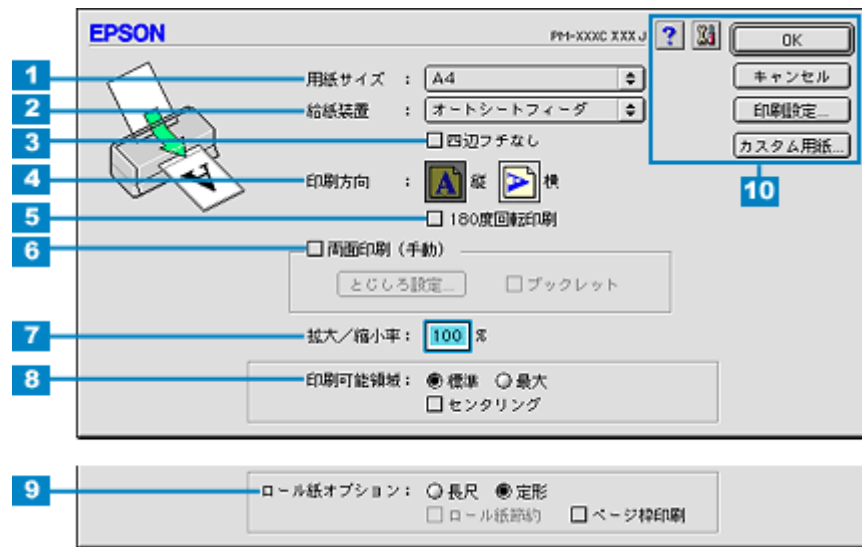 EPSON PM-XXXC XXX J ? OK
1 用紙サイズ : A4 キャンセル
2 給紙装置 : オートシートフィーダ 印刷設定...
3 四辺フチなし カスタム用紙...
10
4 印刷方向 : A 縦 A 横
5 180度回転印刷
6 両面印刷 (手動)
とじしろ設定... ブックレット
7 拡大/縮小率: 100 %
8 印刷可能領域: 標準 最大
センタリング
9 ロール紙オプション: 長尺 定形
ロール紙節約 ページ枠印刷
A